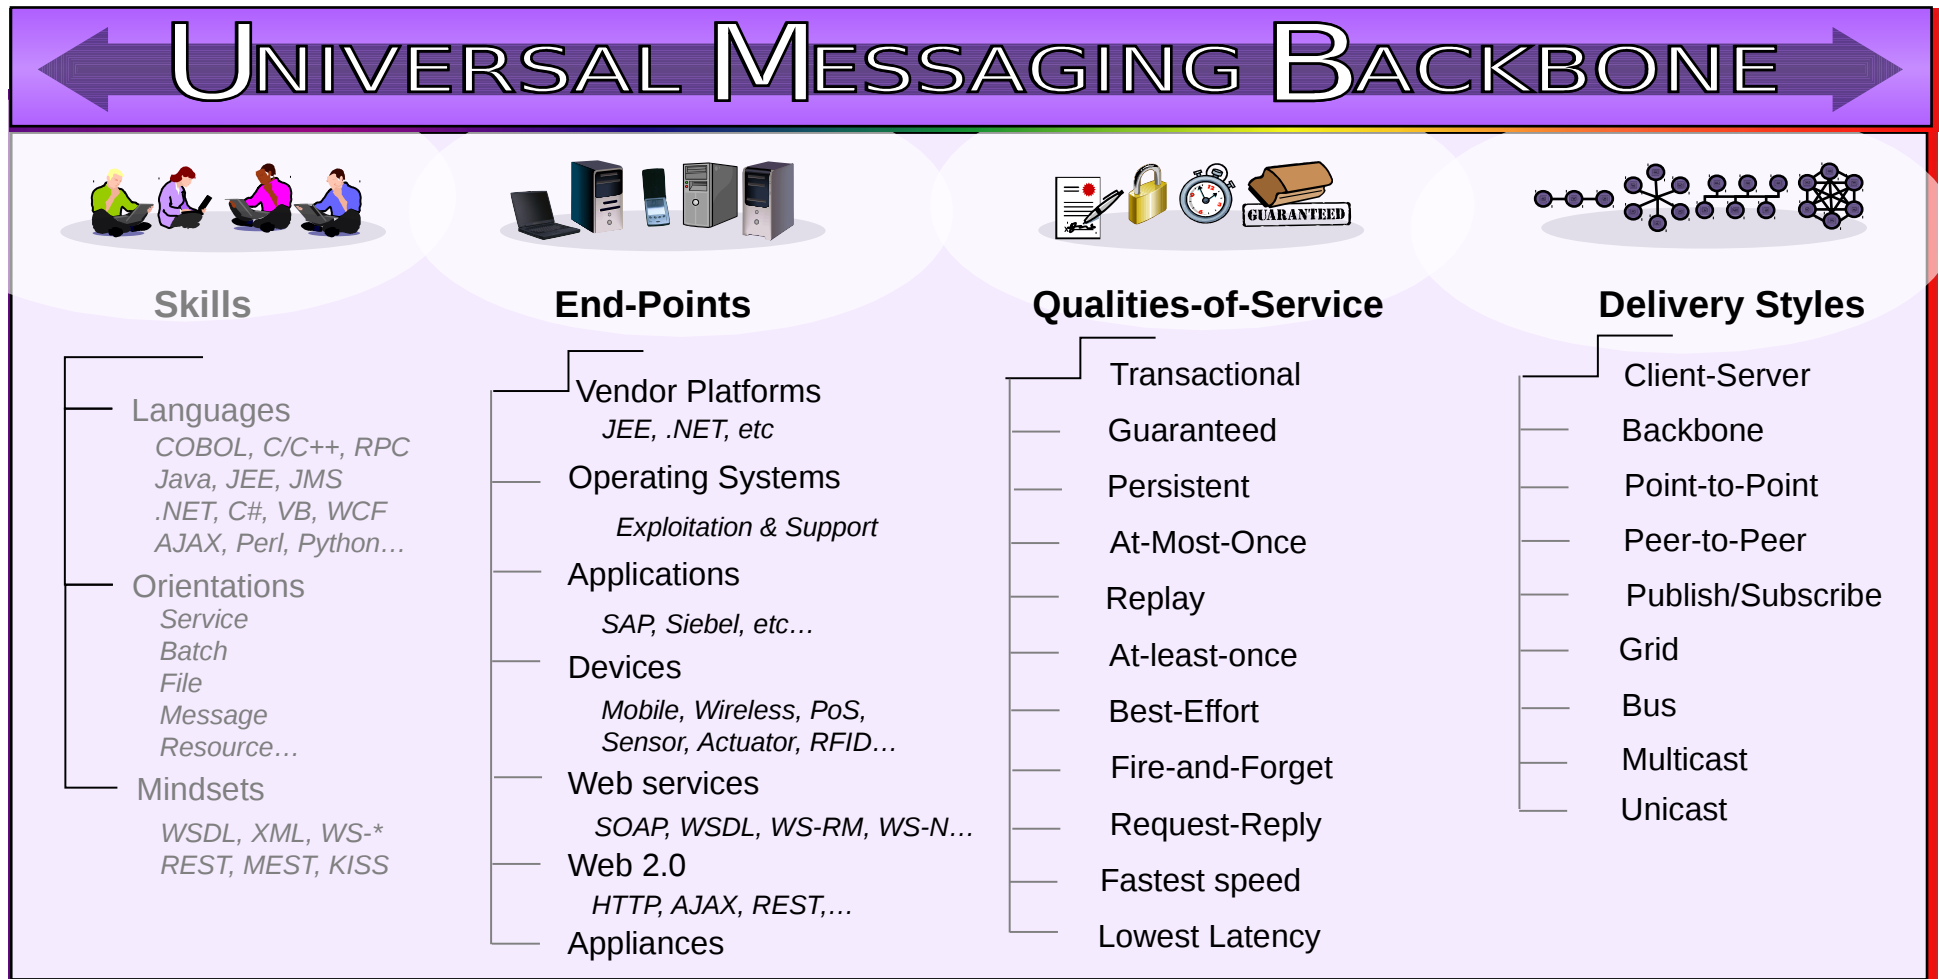 UNIVERSAL MESSAGING BACKBONE
GUARANTEED
Skills
Languages
COBOL, C/C++, RPC
Java, JEE, JMS
.NET, C#, VB, WCF
AJAX, Perl, Python…
Orientations
Service
Batch
File
Message
Resource…
Mindsets
WSDL, XML, WS-*
REST, MEST, KISS
End-Points
Vendor Platforms
JEE, .NET, etc
Operating Systems
Exploitation & Support
Applications
SAP, Siebel, etc…
Devices
Mobile, Wireless, PoS,
Sensor, Actuator, RFID…
Web services
SOAP, WSDL, WS-RM, WS-N…
Web 2.0
HTTP, AJAX, REST,…
Appliances
Qualities-of-Service
Transactional
Guaranteed
Persistent
At-Most-Once
Replay
At-least-once
Best-Effort
Fire-and-Forget
Request-Reply
Fastest speed
Lowest Latency
Delivery Styles
Client-Server
Backbone
Point-to-Point
Peer-to-Peer
Publish/Subscribe
Grid
Bus
Multicast
Unicast